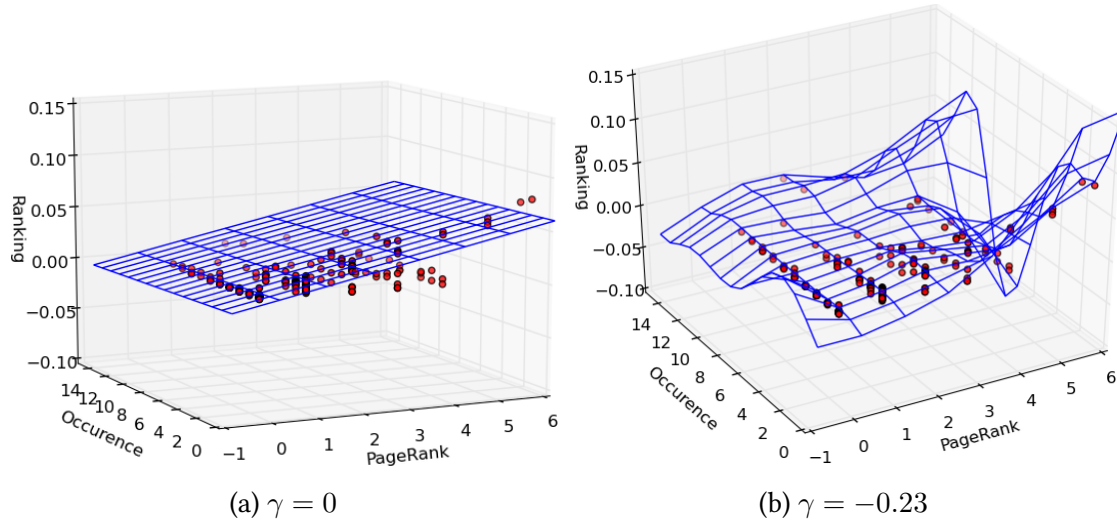 0.15
0.10
0.05
0.00
−0.05
−0.10
Ranking
14 12 10 8 6 4 2 0
Occurence
−1 0 1 2 3 4 5 6
PageRank
(a) γ = 0
0.15
0.10
0.05
0.00
−0.05
−0.10
Ranking
14 12 10 8 6 4 2 0
Occurence
−1 0 1 2 3 4 5 6
PageRank
(b) γ = −0.23